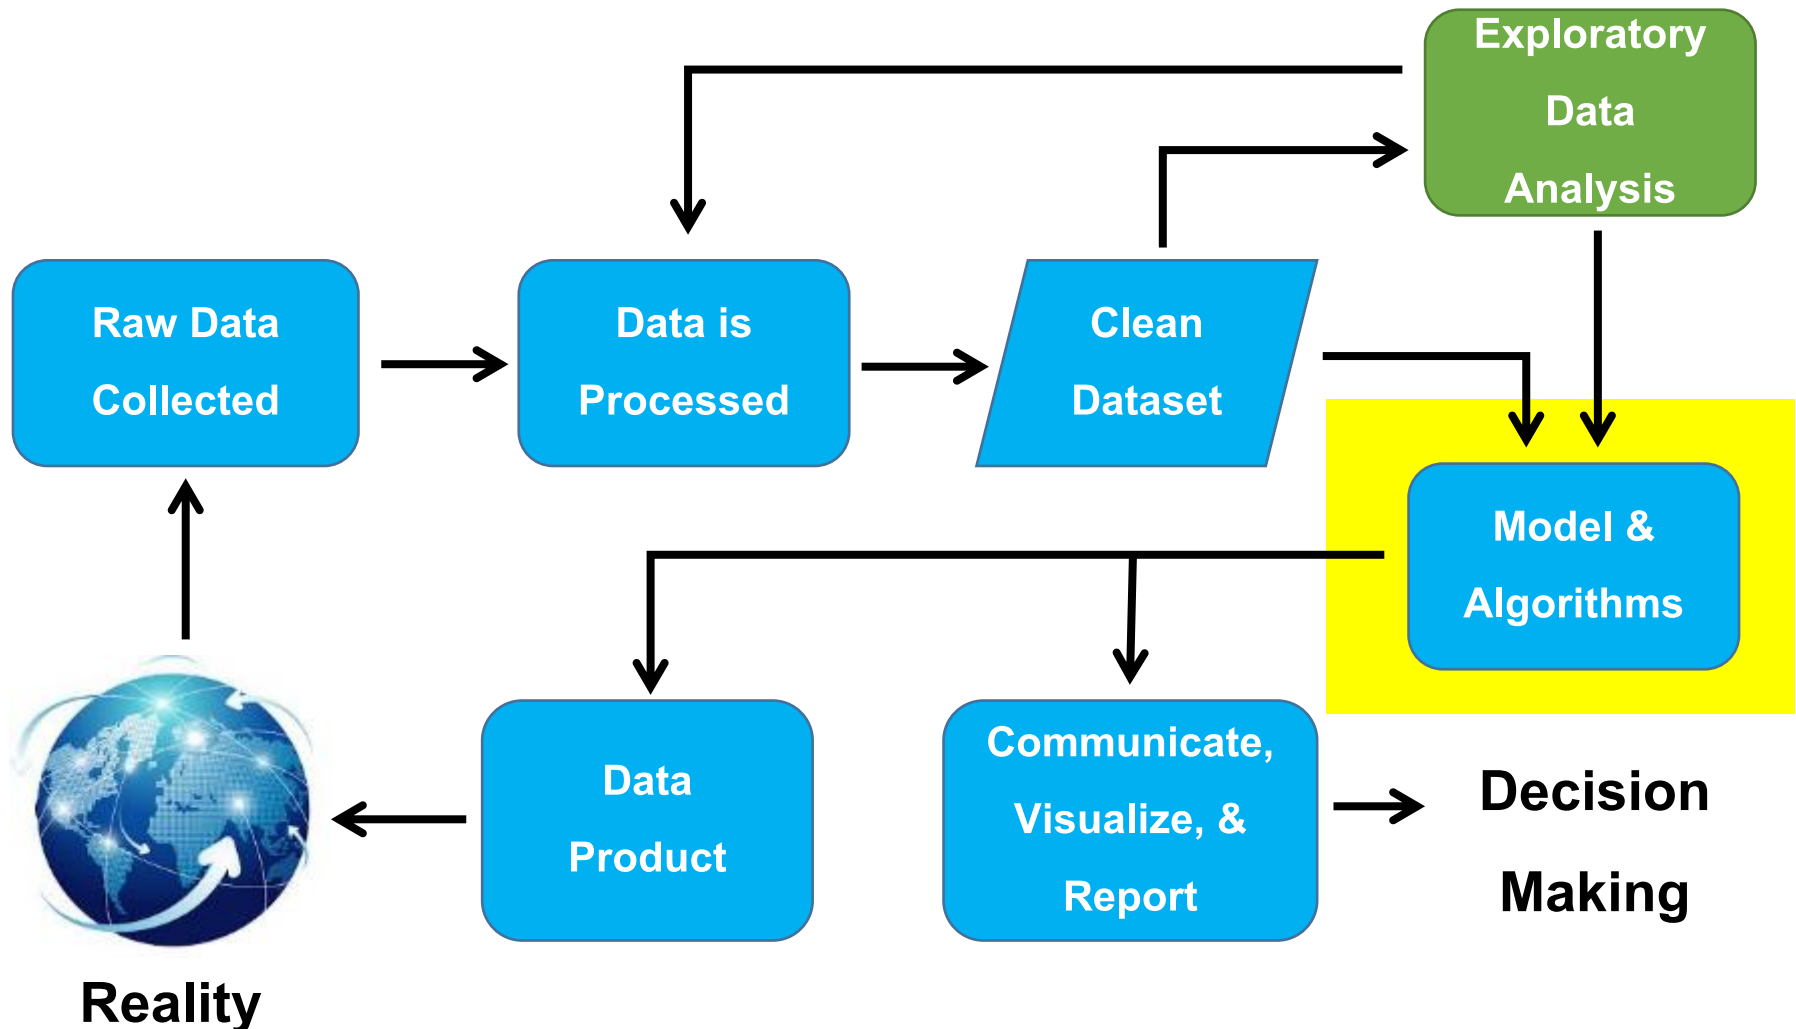 Exploratory
Data
Analysis
Raw Data
Collected
Data is
Processed
Clean
Dataset
Model &
Algorithms
Data
Product
Communicate,
Visualize, &
Report
Decision
Making
Reality